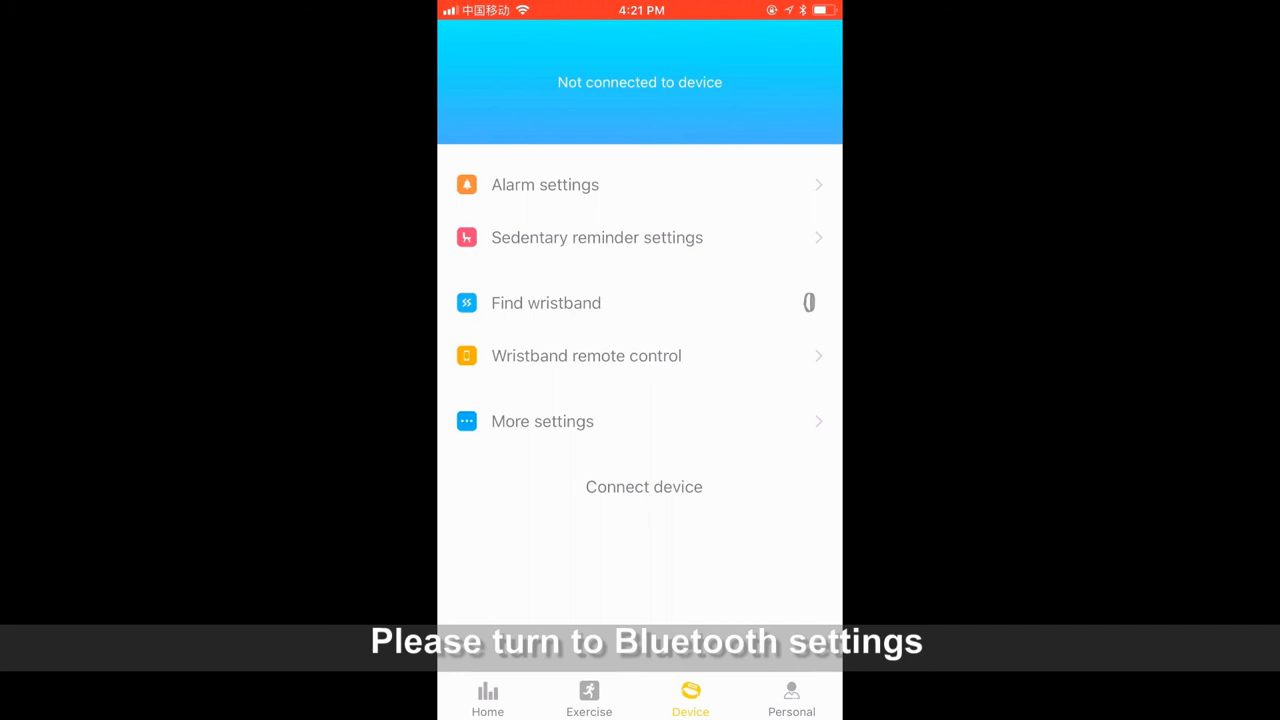 中国移动
4:21 PM
Not connected to device
Alarm settings
Sedentary reminder settings
Find wristband
Wristband remote control
More settings
Connect device
Please turn to Bluetooth settings
Home
Exercise
Device
Personal